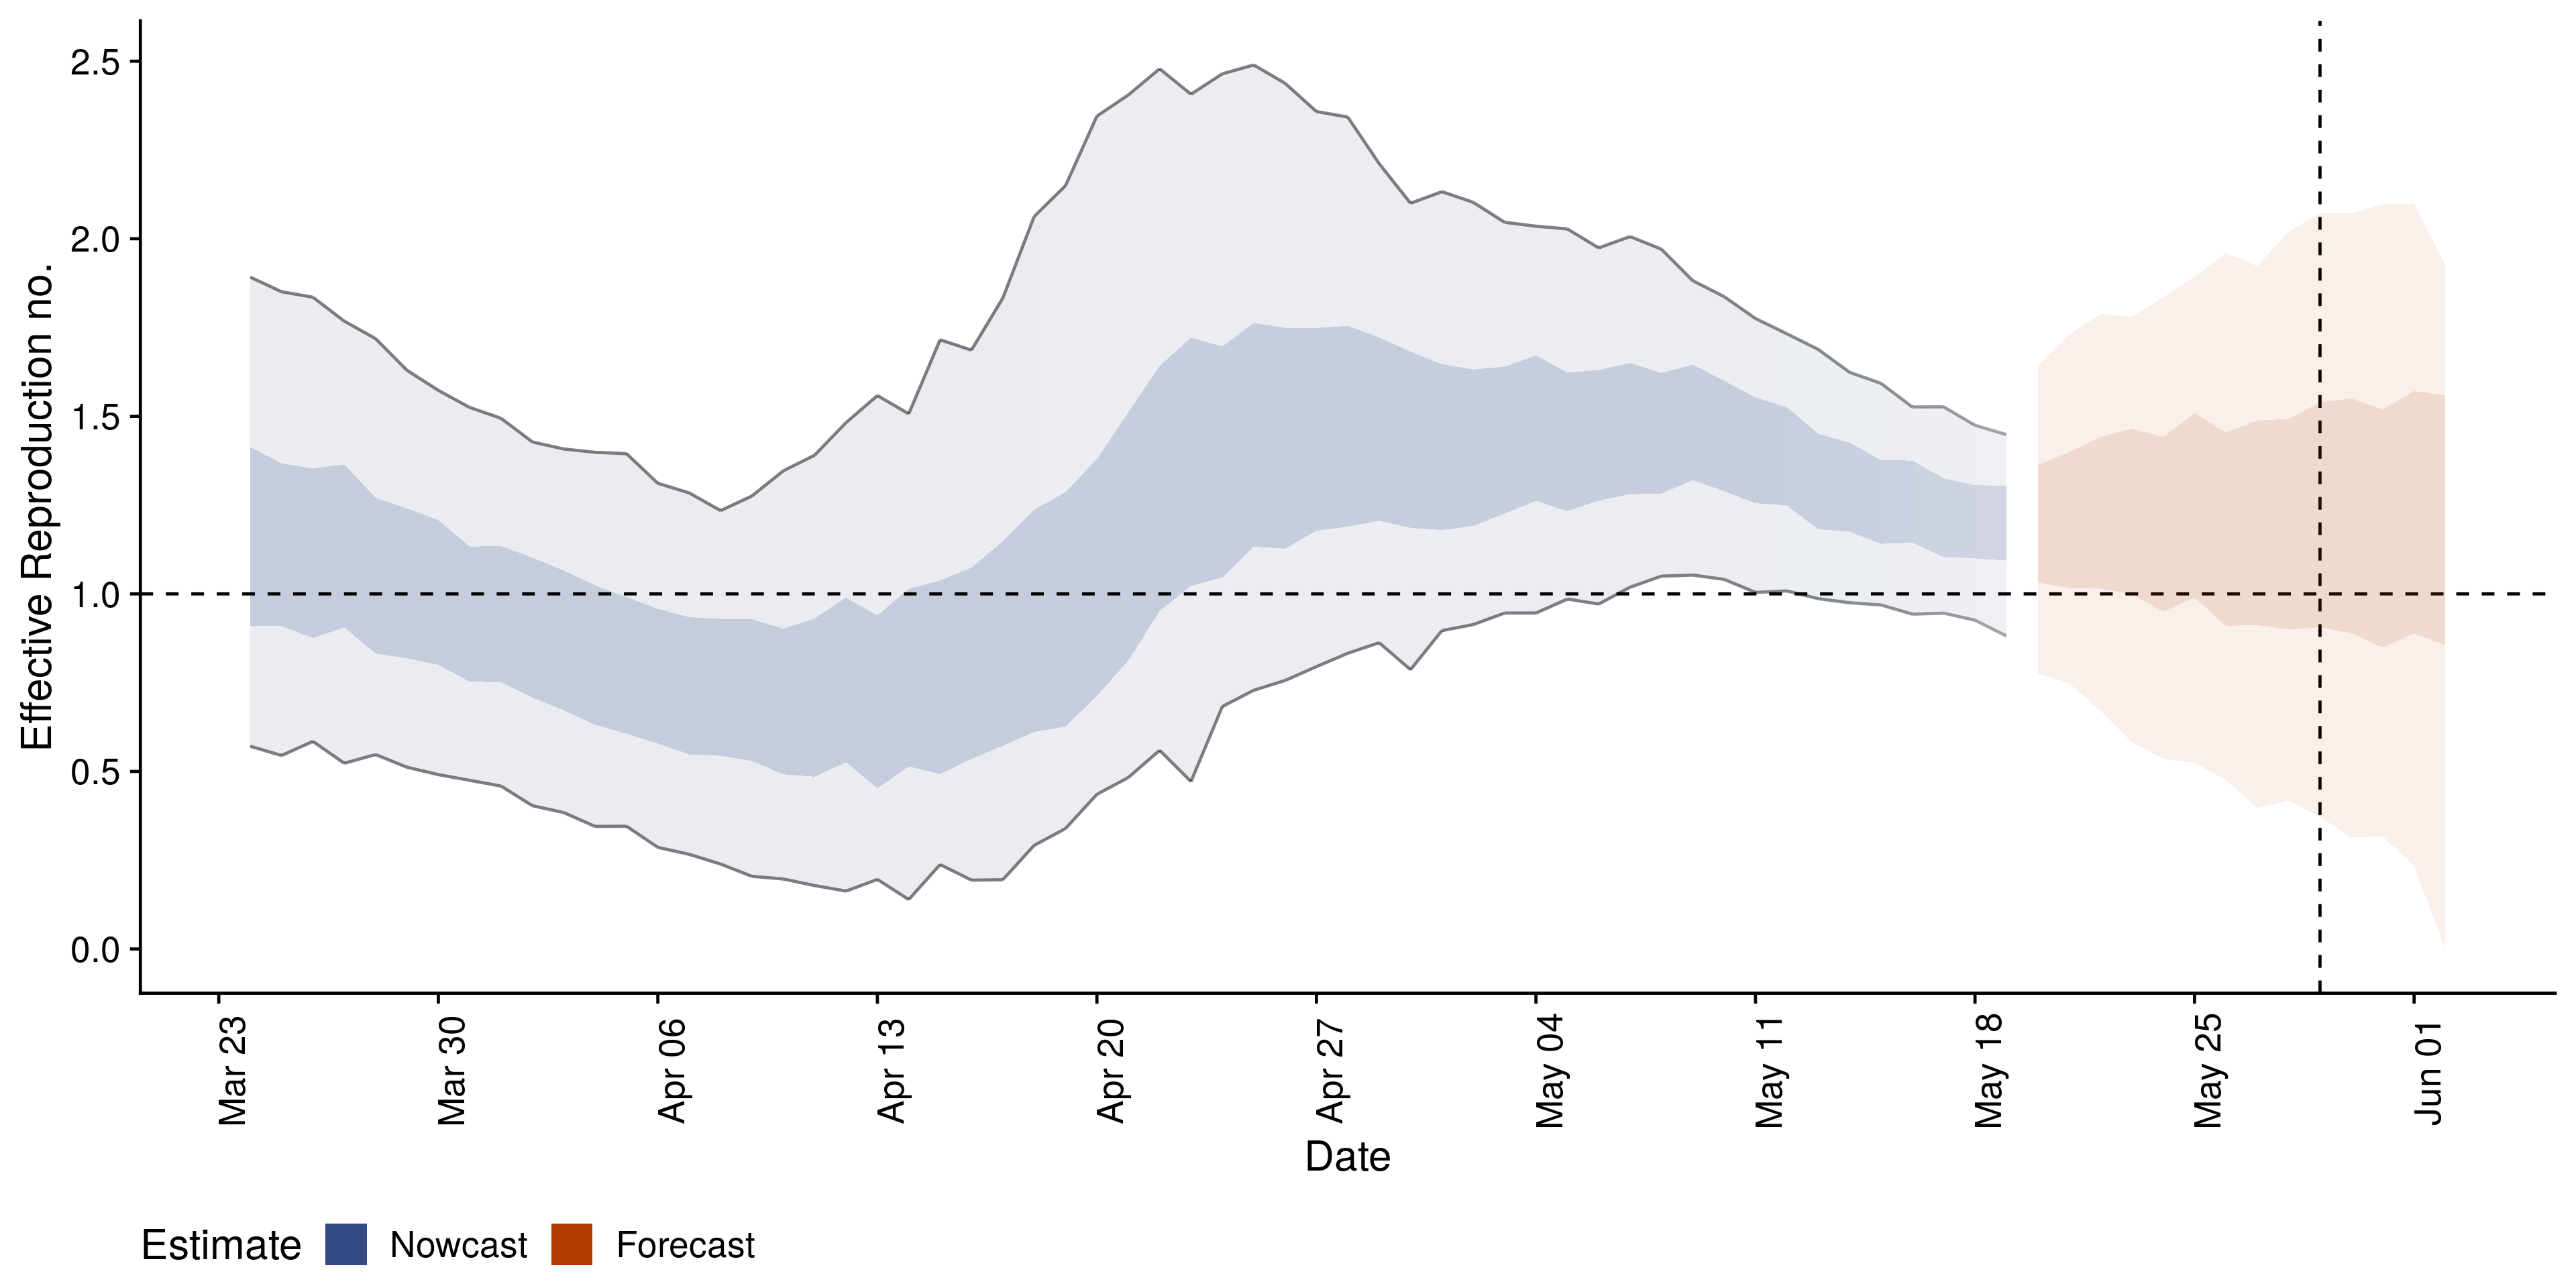 Effective Reproduction no.
2.5
2.0
1.5
1.0
0.5
0.0
Mar 23
Mar 30
Apr 06
Apr 13
Apr 20
Apr 27
May 04
May 11
May 18
May 25
Jun 01
Date
Estimate Nowcast Forecast